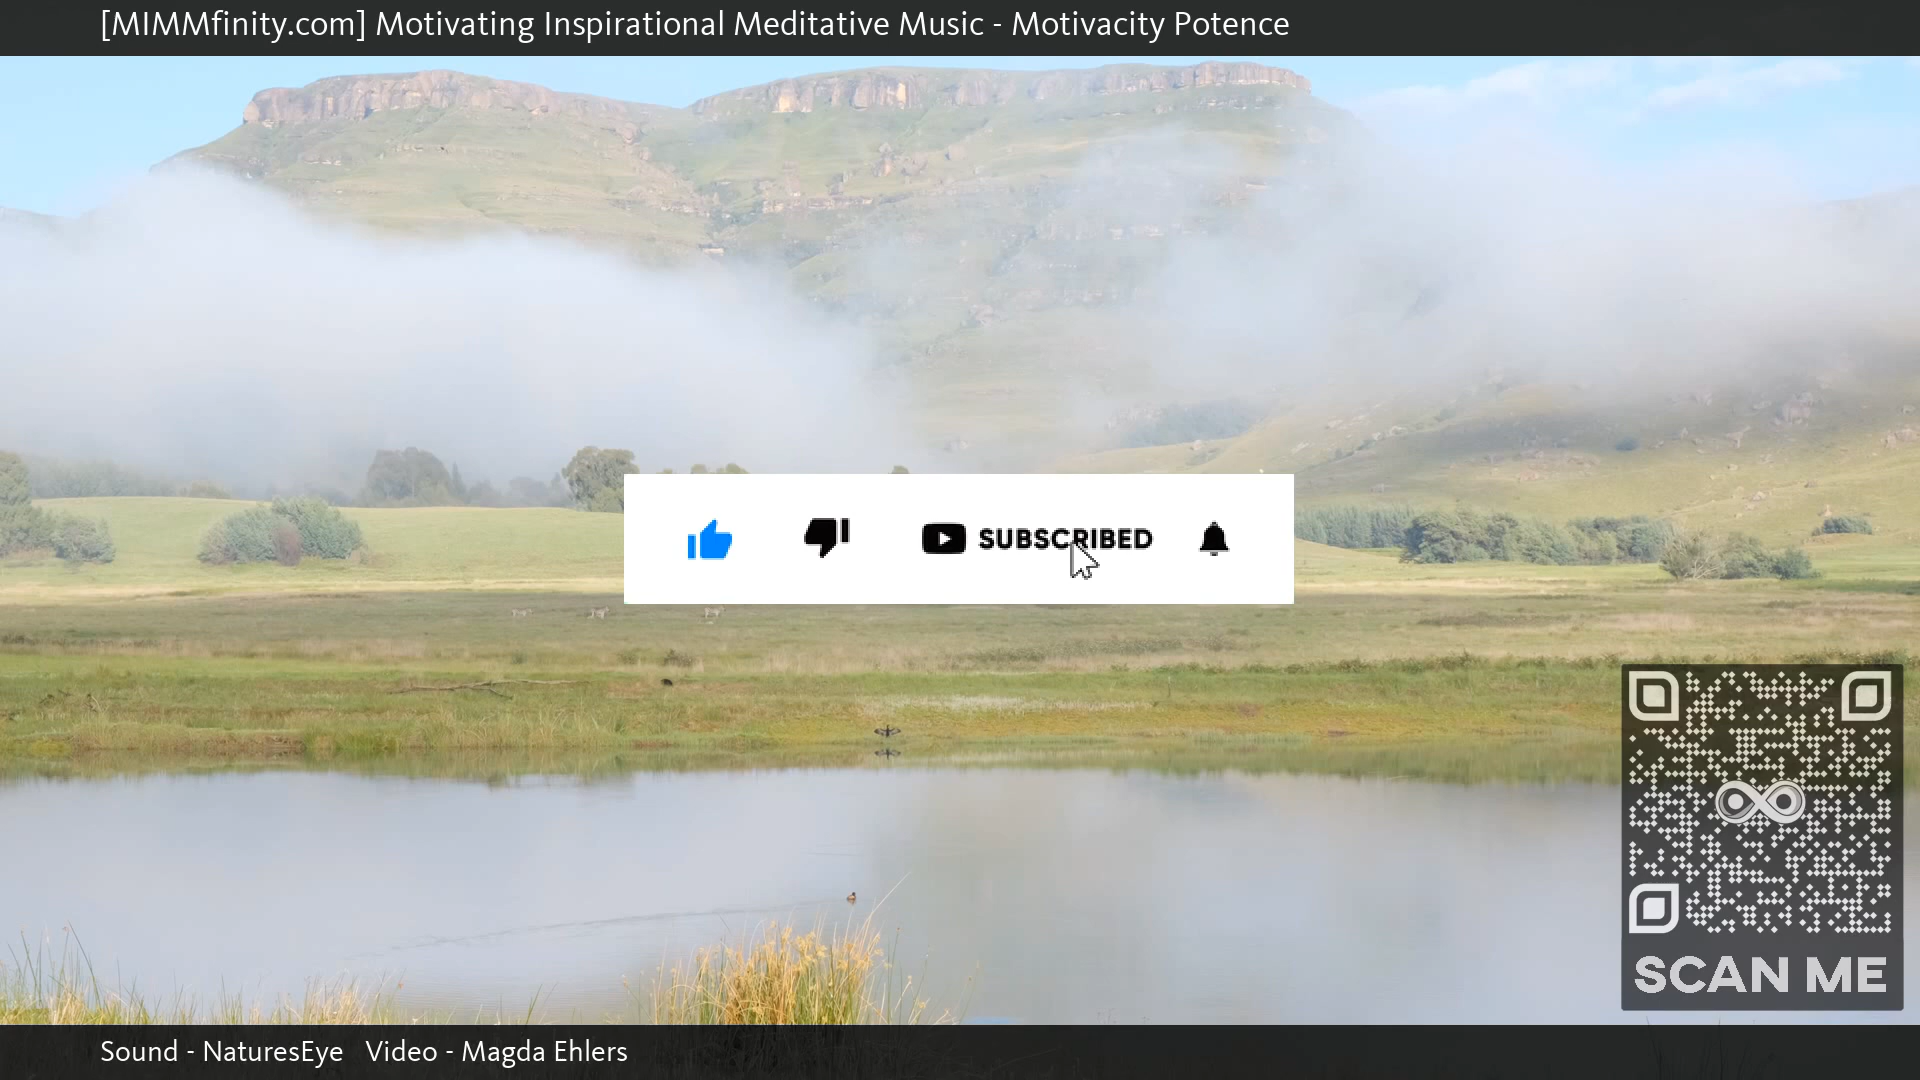 [MIMMfinity.com] Motivating Inspirational Meditative Music - Motivacity Potence
SUBSCRIBED
SCAN ME
Sound - NaturesEye Video - Magda Ehlers